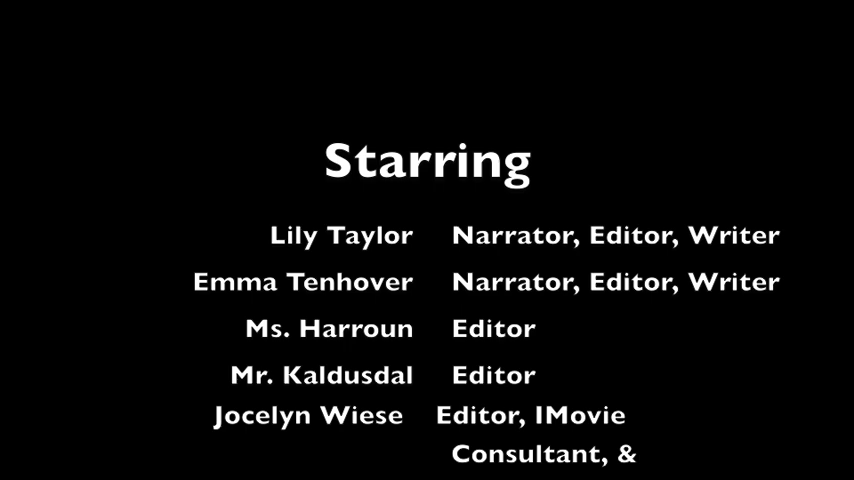 Starring
Lily Taylor Narrator, Editor, Writer
Emma Tenhover Narrator, Editor, Writer
Ms. Harroun Editor
Mr. Kaldusdal Editor
Jocelyn Wiese Editor, IMovie
Consultant, &